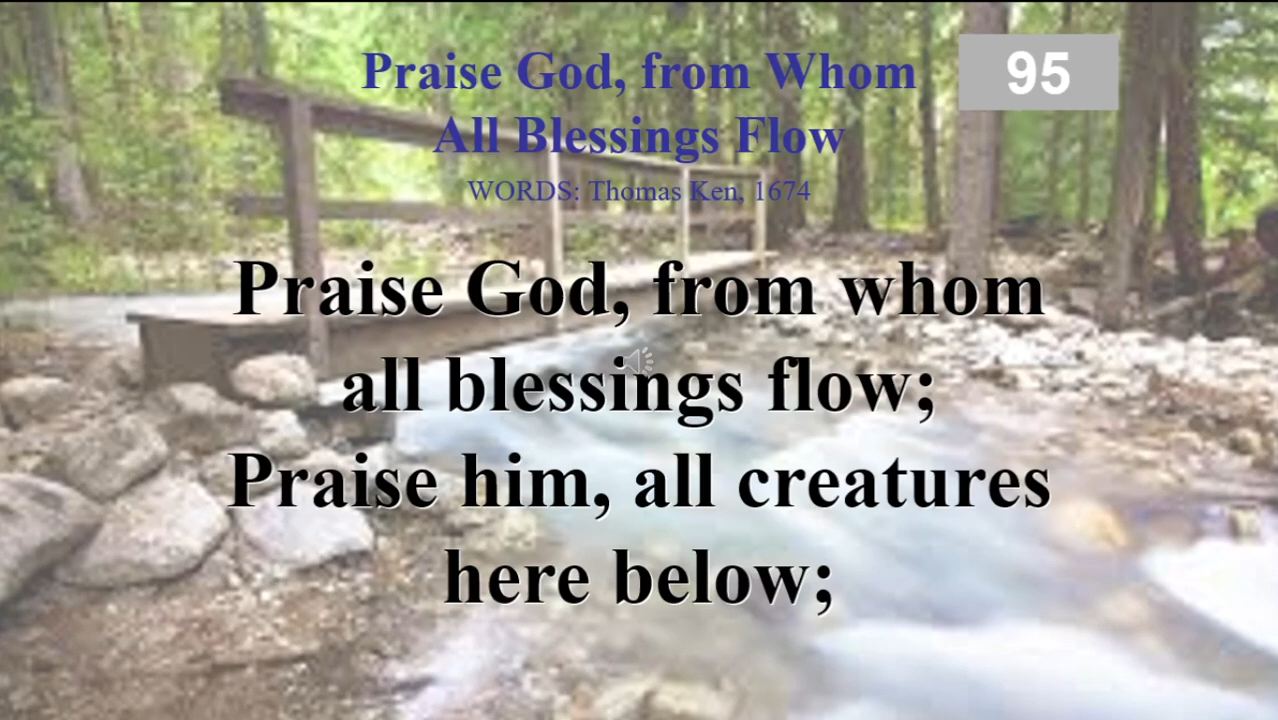 Praise God, from Whom
95
All Blessings Flow
WORDS: Thomas Ken, 1674
Praise God, from whom
all blessings flow;
Praise him, all creatures
here below;